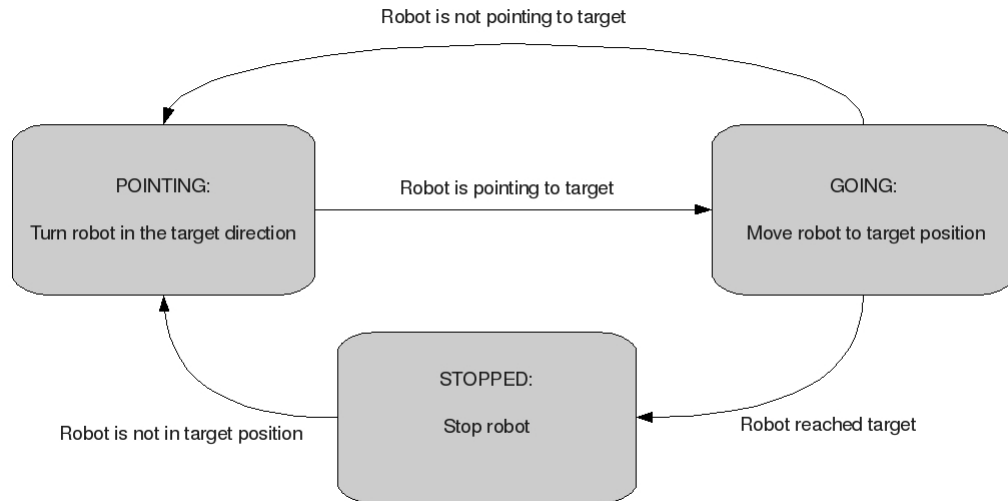 Robot is not pointing to target
POINTING:
Turn robot in the target direction
Robot is pointing to target
GOING:
Move robot to target position
STOPPED:
Stop robot
Robot is not in target position
Robot reached target